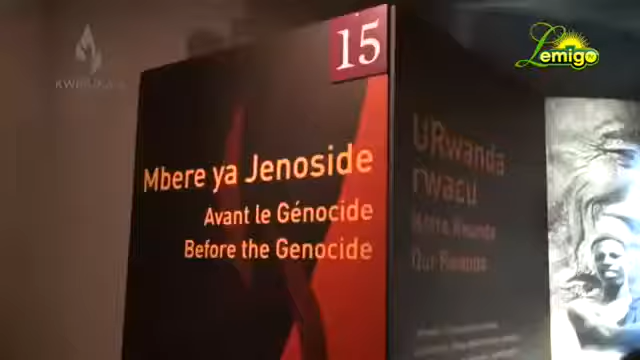 KWIBUKA
Lemigo
15
Mbere ya Jenoside
Avant le Génocide
Before the Genocide
URwanda
rwacu
Notre Rwanda
Our Rwanda